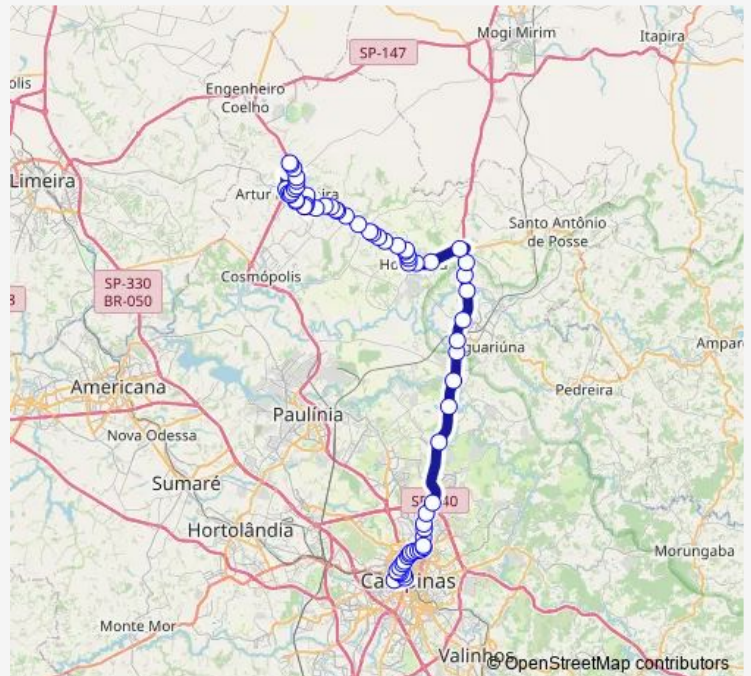 Mogi Mirim
Itapira
SP-147
Engenheiro
Coelho
Limeira
Artur
Santo Antônio
de Posse
Cosmópolis
SP-330
BR-050
Americana
Pedreira
Paulínia
Nova Odessa
Sumaré
Hortolândia
Morungaba
Monte Mor
Valinhos
© OpenStreetMap contributors